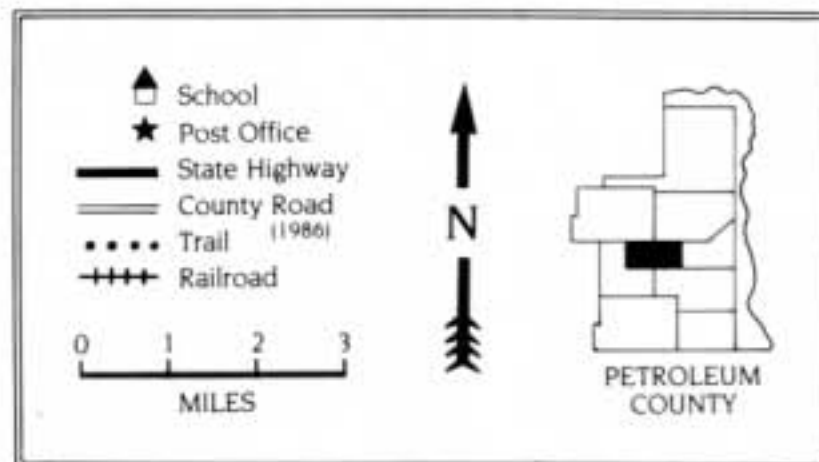 School
Post Office
State Highway
County Road
Trail (1986)
Railroad
0 1 2 3
MILES
N
PETROLEUM
COUNTY